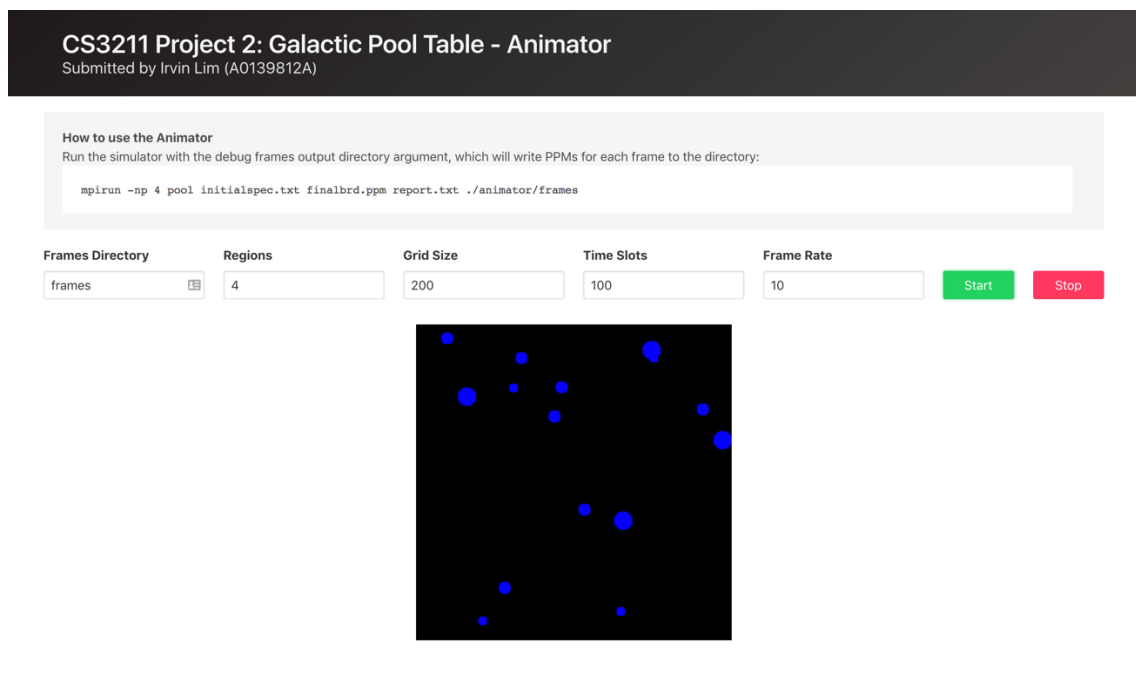 CS3211 Project 2: Galactic Pool Table - Animator
Submitted by Irvin Lim (A0139812A)
How to use the Animator
Run the simulator with the debug frames output directory argument, which will write PPMs for each frame to the directory:
mpirun -np 4 pool initialspec.txt finalbrd.ppm report.txt ./animator/frames
Frames Directory Regions Grid Size Time Slots Frame Rate
frames 4 200 100 10 Start Stop